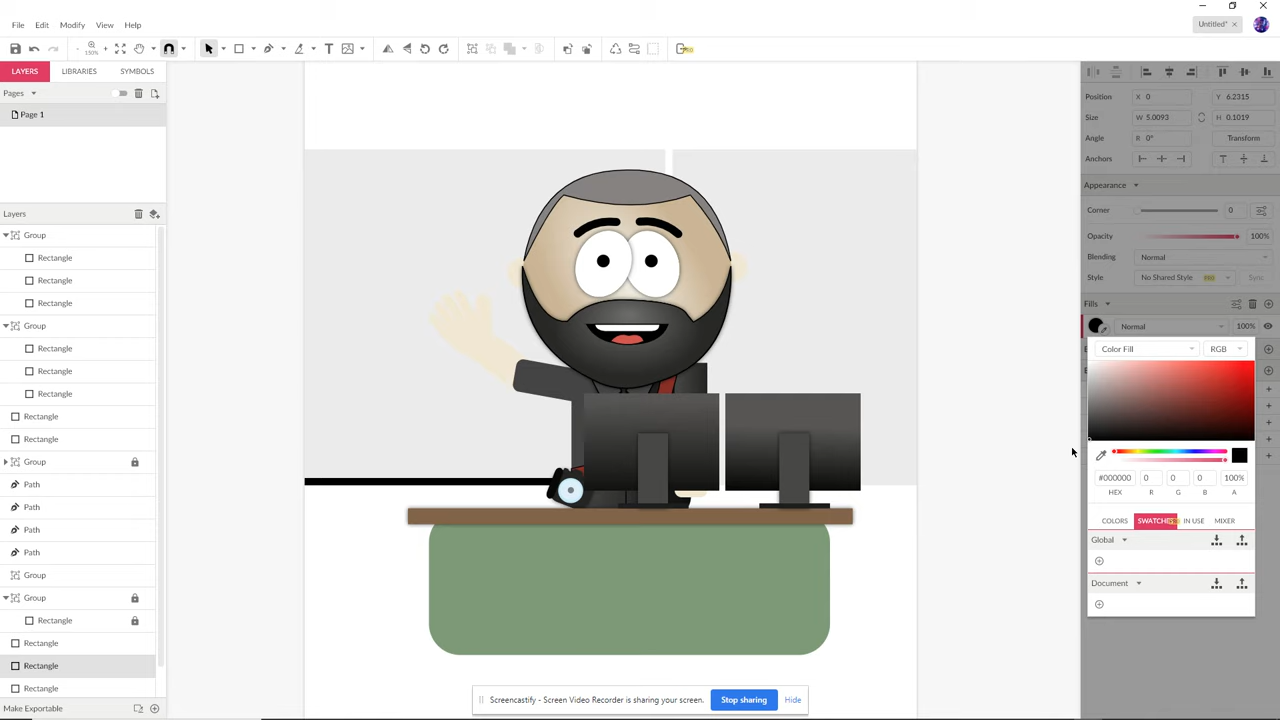 File Edit Modify View Help
Untitled*
150%
T
LAYERS LIBRARIES SYMBOLS
Pages
Page 1
Layers
Group
Rectangle
Rectangle
Rectangle
Group
Rectangle
Rectangle
Rectangle
Rectangle
Rectangle
Group
Path
Path
Path
Path
Group
Group
Rectangle
Rectangle
Rectangle
Rectangle
Make Exportable
Position X 0 Y 6.2315
Size W 5.0093 H 0.1019
Angle R 0° Transform
Anchors
Appearance
Corner 0
Opacity 100%
Blending Normal
Style No Shared Style PRO Sync
Fills
Normal 100%
Color Fill RGB
#000000 0 0 0 100%
HEX R G B A
COLORS SWATCHES IN USE MIXER
Global
Document
Screencastify - Screen Video Recorder is sharing your screen. Stop sharing Hide